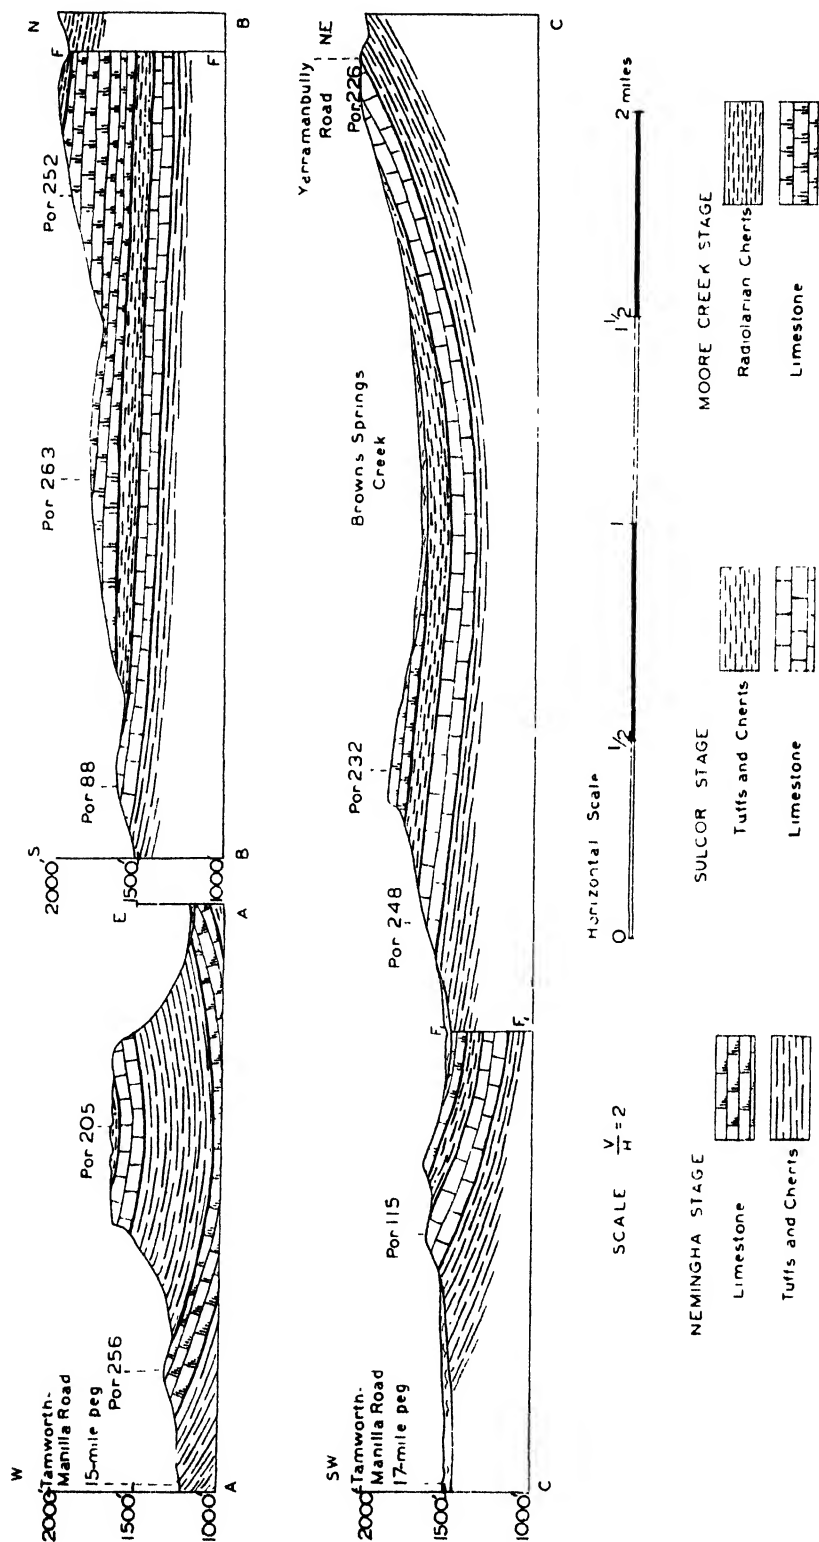 W
2000'
Tamworth-
Manilla Road
15-mile peg
1500'
1000'
A
Por 256
Por 205
E
A
S
2000'
1500'
1000'
B
Por 88
Por 263
Por 252
F
F
N
B
SW
2000'
Tamworth-
Manilla Road
17-mile peg
1500'
1000'
C
Por 115
F
F
Por 248
Por 232
Browns Springs
Creek
Yarramanbully
Road
Por 226
NE
C
SCALE V/H = 2
Horizontal Scale
0
1/2
1
1 1/2
2 miles
NEMINGHA STAGE
Limestone
Tuffs and Cherts
SULCOR STAGE
Tuffs and Cherts
Limestone
MOORE CREEK STAGE
Radiolarian Cherts
Limestone